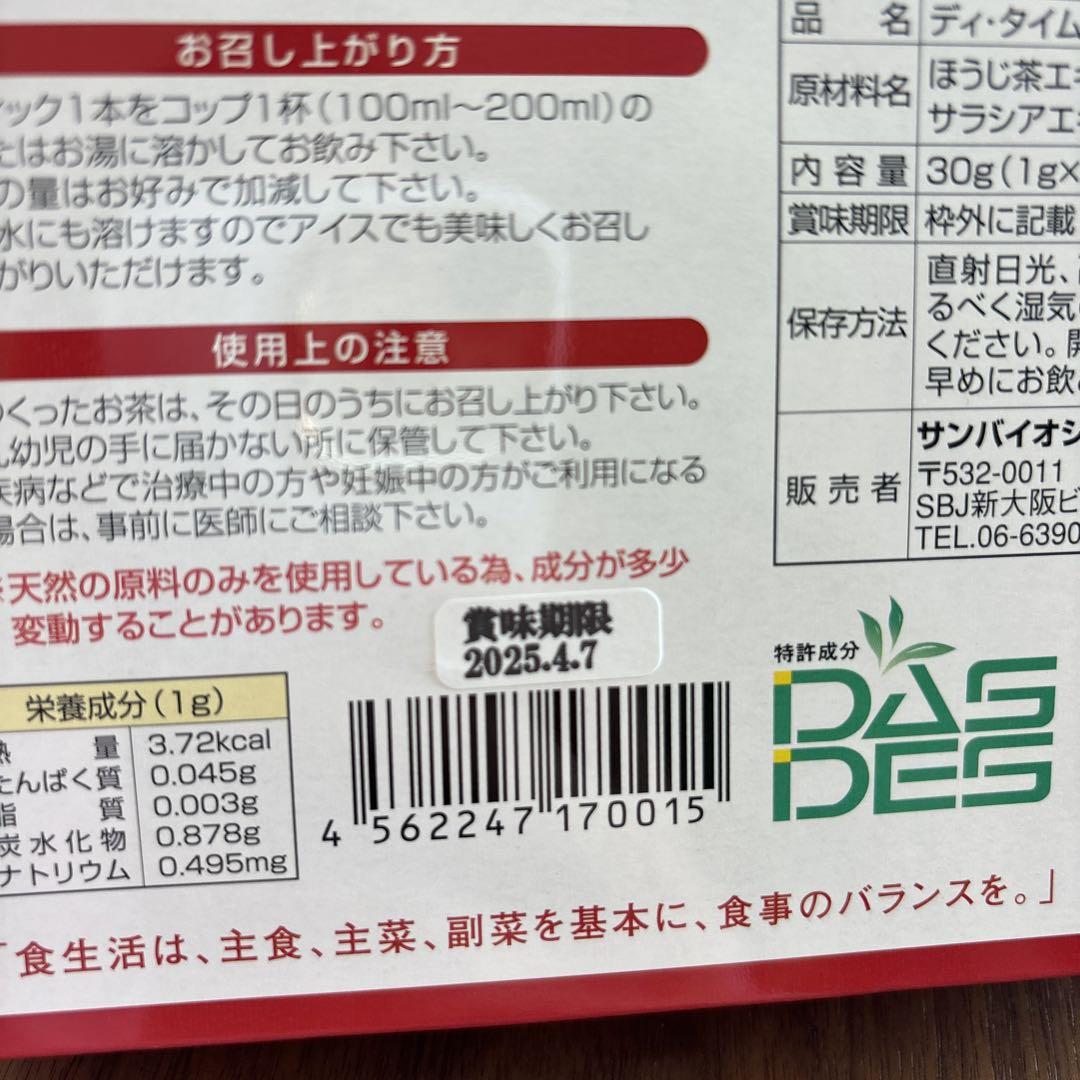 お召し上がり方
ック1本をコップ1杯(100ml～200ml)の
たはお湯に溶かしてお飲み下さい。
の量はお好みで加減して下さい。
水にも溶けますのでアイスでも美味しくお召し
がりいただけます。
使用上の注意
くったお茶は、その日のうちにお召し上がり下さい。
乳幼児の手に届かない所に保管して下さい。
疾病などで治療中の方や妊娠中の方がご利用になる
場合は、事前に医師にご相談下さい。
※天然の原料のみを使用している為、成分が多少
変動することがあります。
賞味期限
2025.4.7
栄養成分(1g)
熱量 3.72kcal
たんぱく質 0.045g
脂質 0.003g
炭水化物 0.878g
ナトリウム 0.495mg
4 562247 170015
品名 ディ・タイム
原材料名 ほうじ茶エキ
サラシアエキ
内容量 30g(1g×
賞味期限 枠外に記載
保存方法 直射日光、
るべく湿気
ください。開
早めにお飲み
販売者 サンバイオシ
〒532-0011
SBJ新大阪ビ
TEL.06-6390
特許成分
DAS
DES
「食生活は、主食、主菜、副菜を基本に、食事のバランスを。」